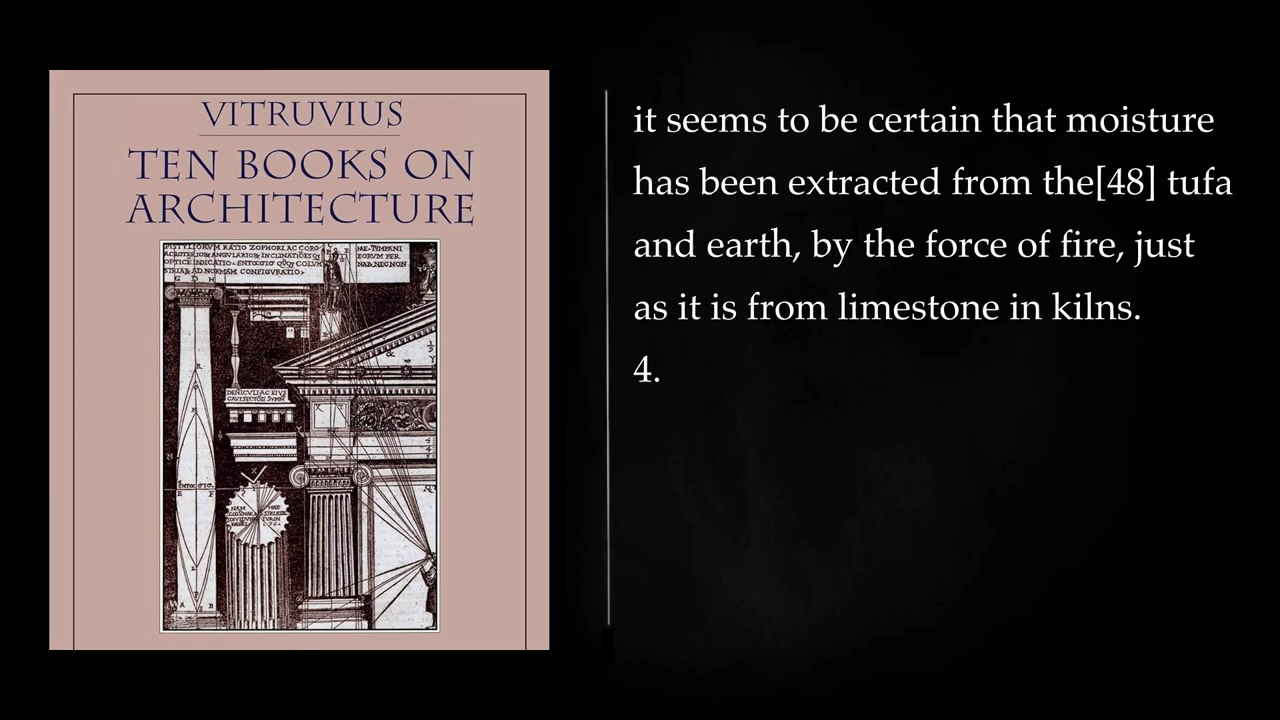 VITRUVIUS
TEN BOOKS ON
ARCHITECTURE
it seems to be certain that moisture
has been extracted from the[48] tufa
and earth, by the force of fire, just
as it is from limestone in kilns.
4.